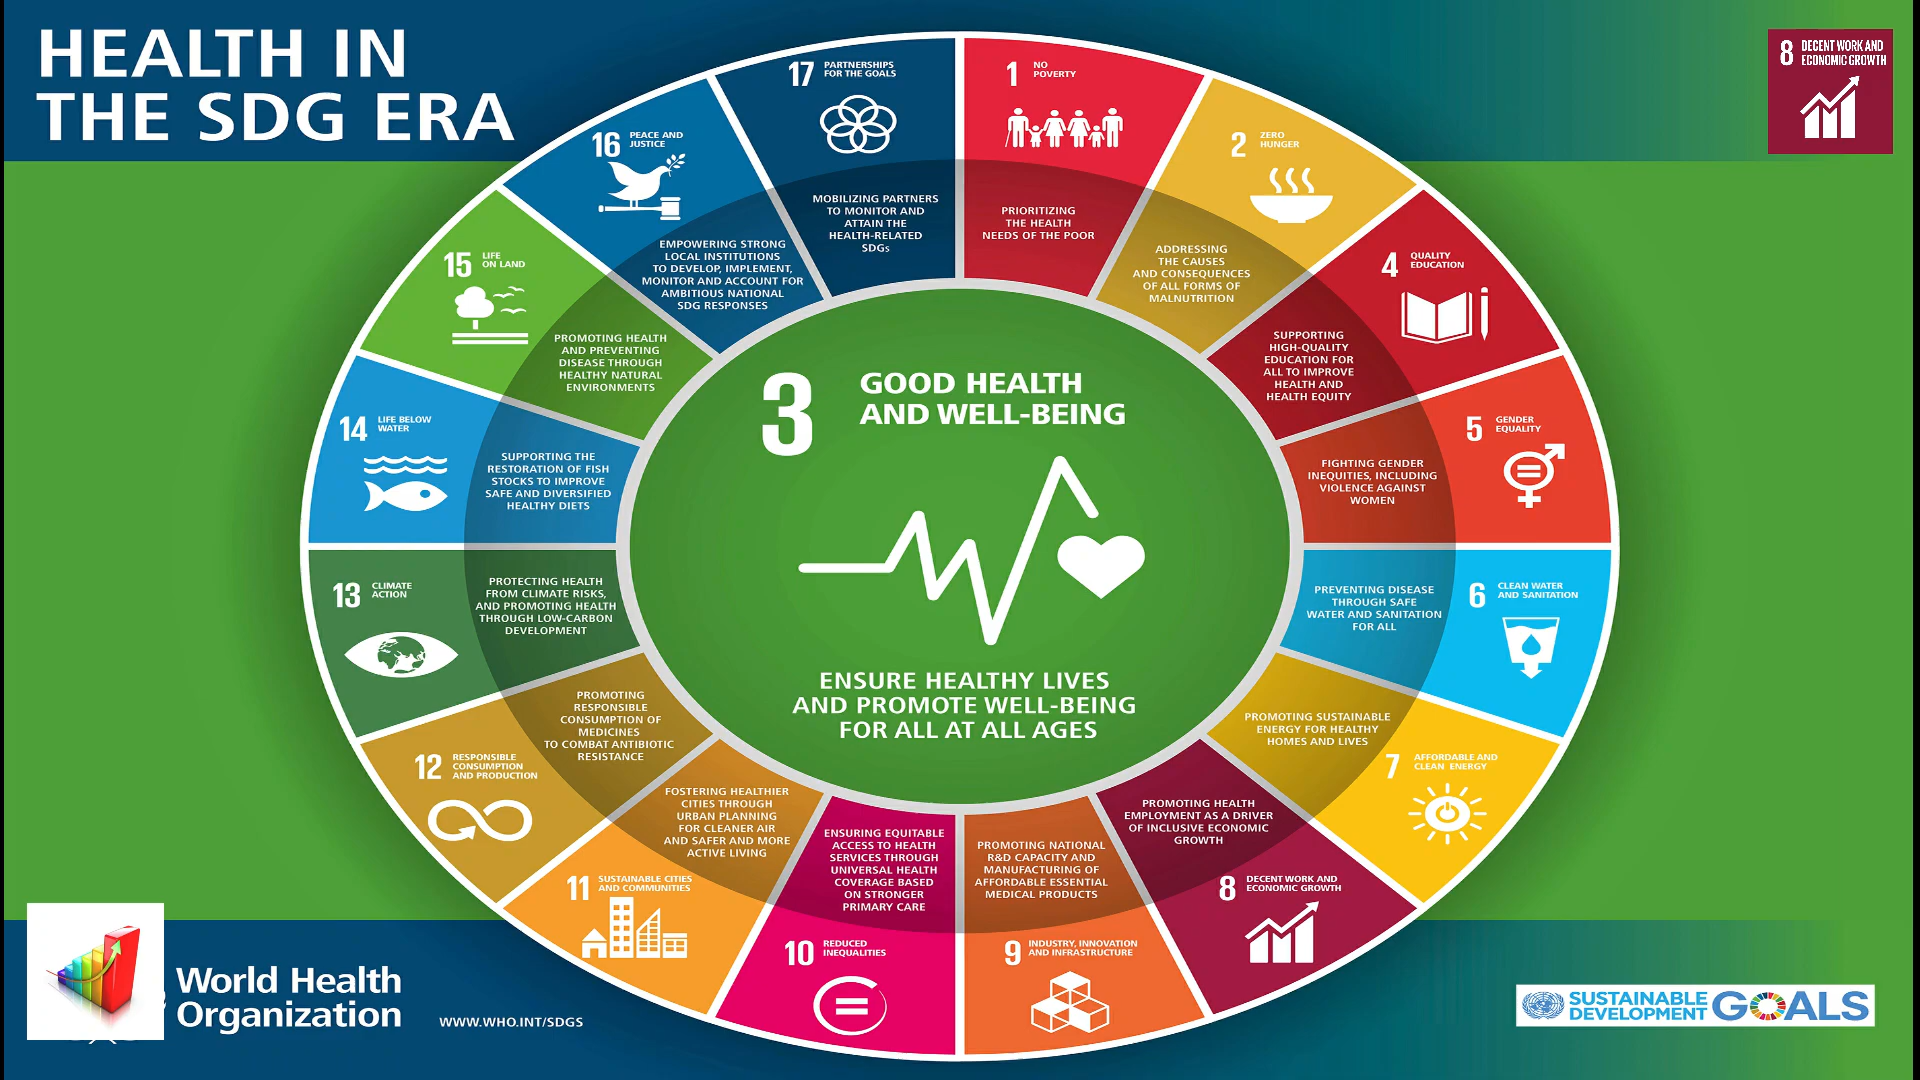 HEALTH IN
THE SDG ERA
8 DECENT WORK AND
ECONOMIC GROWTH
17 PARTNERSHIPS
FOR THE GOALS
MOBILIZING PARTNERS
TO MONITOR AND
ATTAIN THE
HEALTH-RELATED
SDGs
1 NO
POVERTY
PRIORITIZING
THE HEALTH
NEEDS OF THE POOR
2 ZERO
HUNGER
ADDRESSING
THE CAUSES
AND CONSEQUENCES
OF ALL FORMS OF
MALNUTRITION
4 QUALITY
EDUCATION
SUPPORTING
HIGH-QUALITY
EDUCATION FOR
ALL TO IMPROVE
HEALTH AND
HEALTH EQUITY
5 GENDER
EQUALITY
FIGHTING GENDER
INEQUITIES, INCLUDING
VIOLENCE AGAINST
WOMEN
6 CLEAN WATER
AND SANITATION
PREVENTING DISEASE
THROUGH SAFE
WATER AND SANITATION
FOR ALL
7 AFFORDABLE AND
CLEAN ENERGY
PROMOTING SUSTAINABLE
ENERGY FOR HEALTHY
HOMES AND LIVES
8 DECENT WORK AND
ECONOMIC GROWTH
PROMOTING HEALTH
EMPLOYMENT AS A DRIVER
OF INCLUSIVE ECONOMIC
GROWTH
9 INDUSTRY, INNOVATION
AND INFRASTRUCTURE
PROMOTING NATIONAL
R&D CAPACITY AND
MANUFACTURING OF
AFFORDABLE ESSENTIAL
MEDICAL PRODUCTS
10 REDUCED
INEQUALITIES
ENSURING EQUITABLE
ACCESS TO HEALTH
SERVICES THROUGH
UNIVERSAL HEALTH
COVERAGE BASED
ON STRONGER
PRIMARY CARE
11 SUSTAINABLE CITIES
AND COMMUNITIES
FOSTERING HEALTHIER
CITIES THROUGH
URBAN PLANNING
FOR CLEANER AIR
AND SAFER AND MORE
ACTIVE LIVING
12 RESPONSIBLE
CONSUMPTION
AND PRODUCTION
PROMOTING
RESPONSIBLE
CONSUMPTION OF
MEDICINES
TO COMBAT ANTIBIOTIC
RESISTANCE
13 CLIMATE
ACTION
PROTECTING HEALTH
FROM CLIMATE RISKS,
AND PROMOTING HEALTH
THROUGH LOW-CARBON
DEVELOPMENT
14 LIFE BELOW
WATER
SUPPORTING THE
RESTORATION OF FISH
STOCKS TO IMPROVE
SAFE AND DIVERSIFIED
HEALTHY DIETS
15 LIFE
ON LAND
PROMOTING HEALTH
AND PREVENTING
DISEASE THROUGH
HEALTHY NATURAL
ENVIRONMENTS
16 PEACE AND
JUSTICE
EMPOWERING STRONG
LOCAL INSTITUTIONS
TO DEVELOP, IMPLEMENT,
MONITOR AND ACCOUNT FOR
AMBITIOUS NATIONAL
SDG RESPONSES
3 GOOD HEALTH
AND WELL-BEING
ENSURE HEALTHY LIVES
AND PROMOTE WELL-BEING
FOR ALL AT ALL AGES
World Health
Organization
WWW.WHO.INT/SDGS
SUSTAINABLE
DEVELOPMENT GOALS